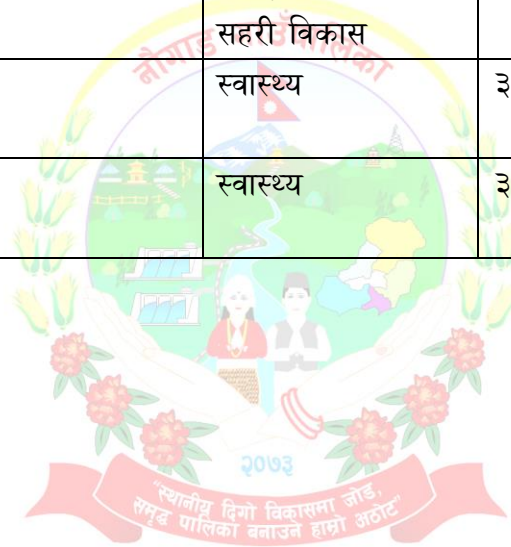 सहरी विकास
स्वास्थ्य ३
स्वास्थ्य ३
नौगाड गाउँपालिका
२०७३
"स्थानीय दिगो विकासमा जोड,
समृद्ध पालिका बनाउने हाम्रो अठोट"